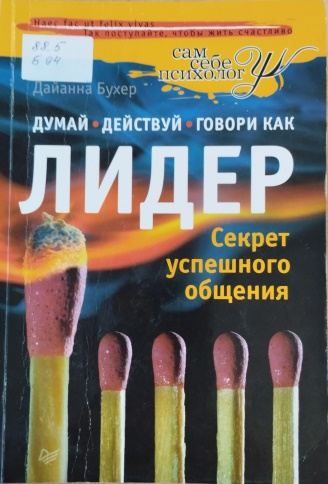 Haec fac ut felix vivas
Так поступайте, чтобы жить счастливо
88.5
Б 94
сам
себе
психолог
Дайанна Бухер
ДУМАЙ • ДЕЙСТВУЙ • ГОВОРИ КАК
ЛИДЕР
Секрет
успешного
общения